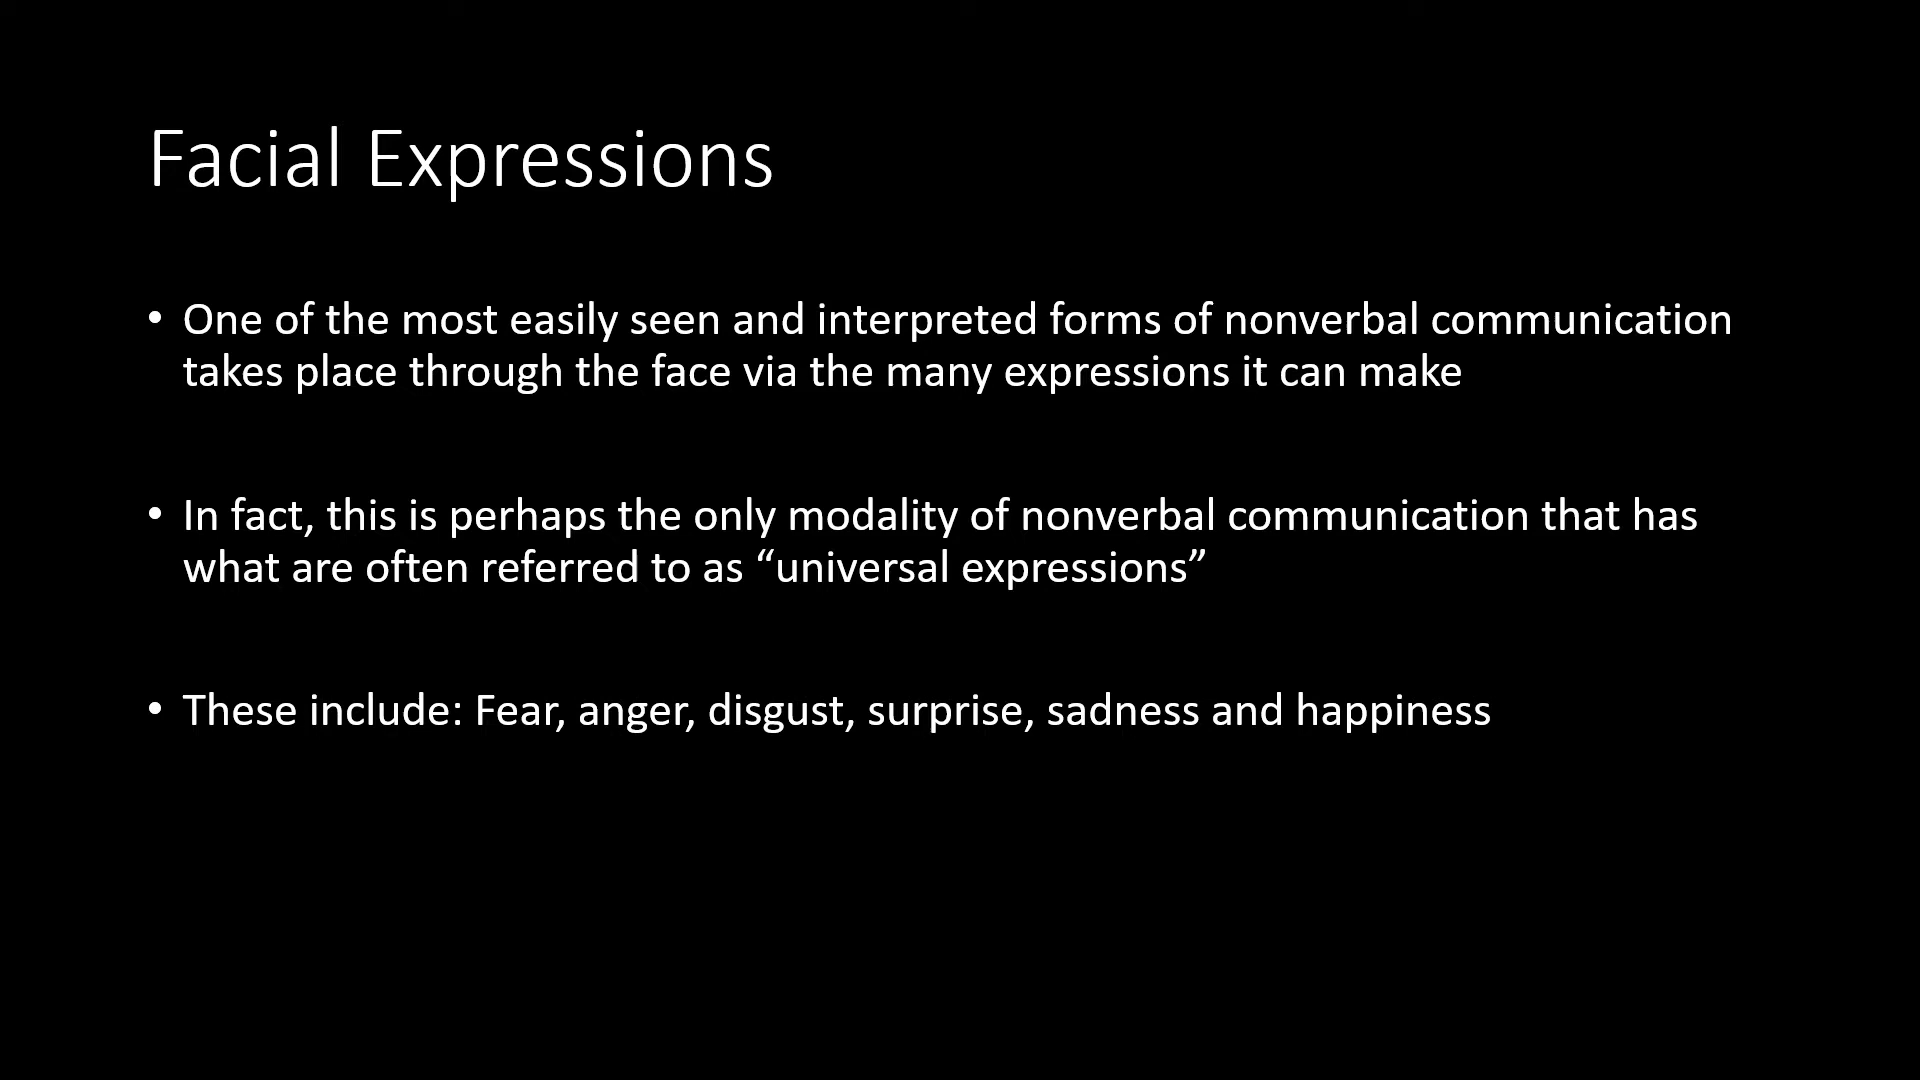 Facial Expressions
• One of the most easily seen and interpreted forms of nonverbal communication
takes place through the face via the many expressions it can make
• In fact, this is perhaps the only modality of nonverbal communication that has
what are often referred to as “universal expressions”
• These include: Fear, anger, disgust, surprise, sadness and happiness